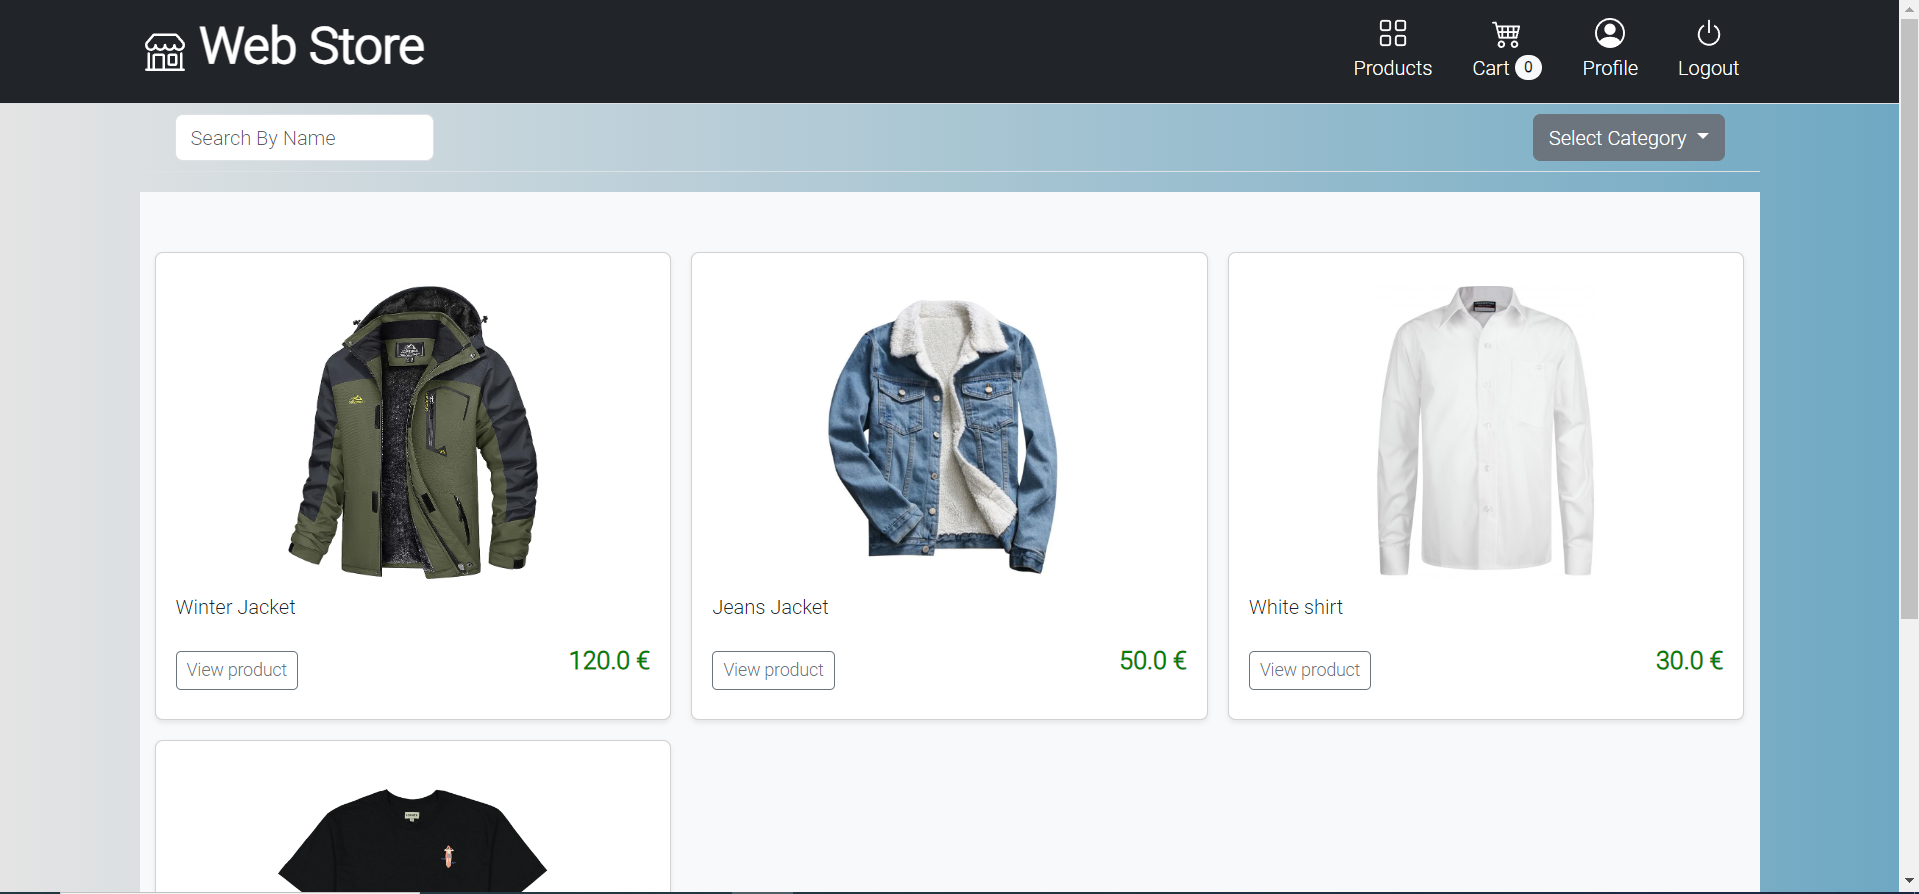 Web Store
Products
Cart 0
Profile
Logout
Search By Name
Select Category
Winter Jacket
View product
120.0 €
Jeans Jacket
View product
50.0 €
White shirt
View product
30.0 €